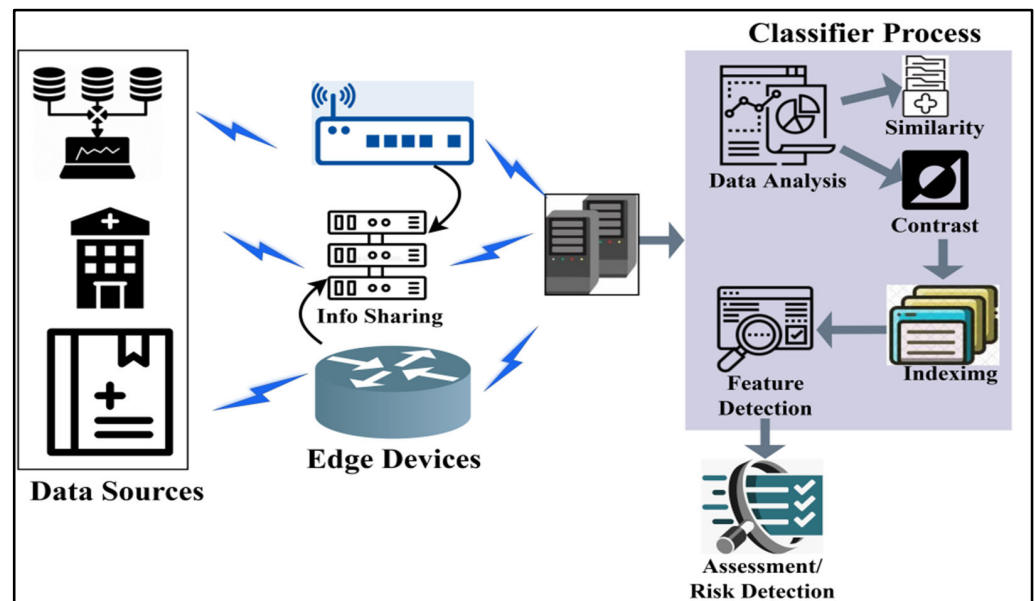 Classifier Process
Similarity
Data Analysis
Contrast
Info Sharing
Indeximg
Feature
Detection
Edge Devices
Data Sources
Assessment/
Risk Detection